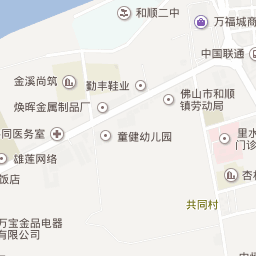 和顺二中
万福城商
中国联通
金溪尚筑
勤丰鞋业
焕晖金属制品厂
佛山市和顺
镇劳动局
同医务室
童健幼儿园
里水
门诊
雄莲网络
饭店
杏林
共同村
万宝金品电器
有限公司